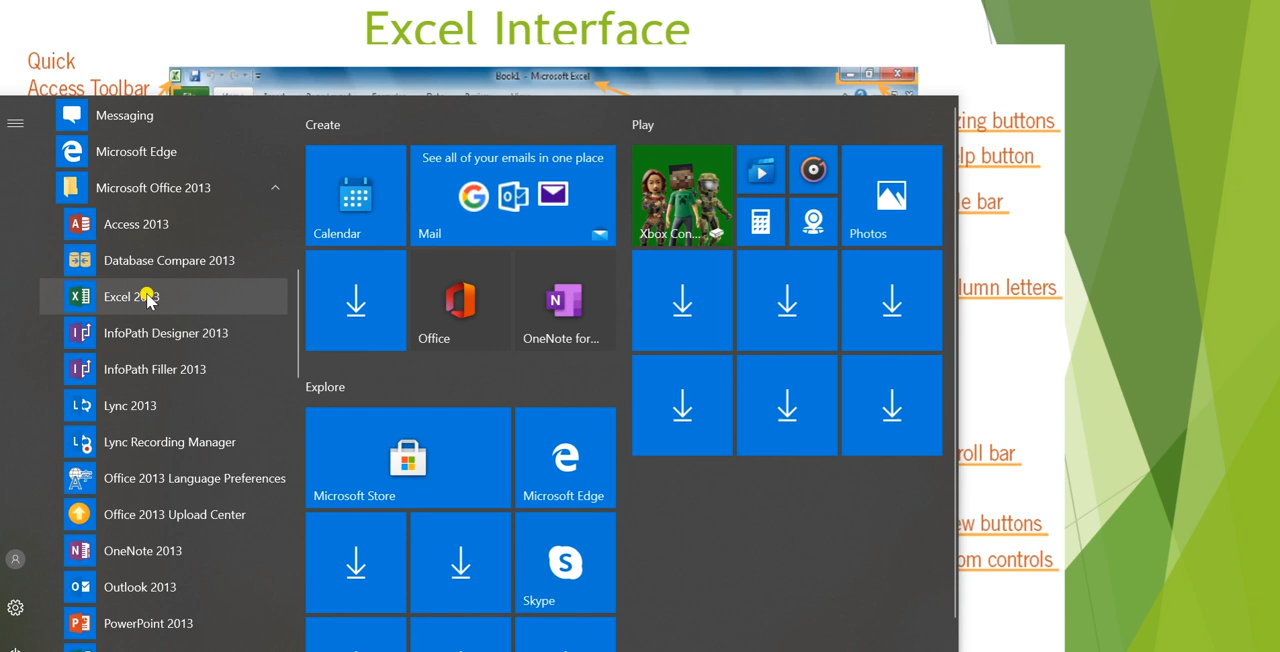 Excel Interface
Quick
Access Toolbar
Book1 - Microsoft Excel
zing buttons
lp button
le bar
lumn letters
roll bar
ew buttons
om controls
Messaging
Microsoft Edge
Microsoft Office 2013
Access 2013
Database Compare 2013
Excel 2013
InfoPath Designer 2013
InfoPath Filler 2013
Lync 2013
Lync Recording Manager
Office 2013 Language Preferences
Office 2013 Upload Center
OneNote 2013
Outlook 2013
PowerPoint 2013
Create
Calendar
See all of your emails in one place
Mail
Office
OneNote for...
Explore
Microsoft Store
Microsoft Edge
Skype
Play
Xbox Con...
Photos